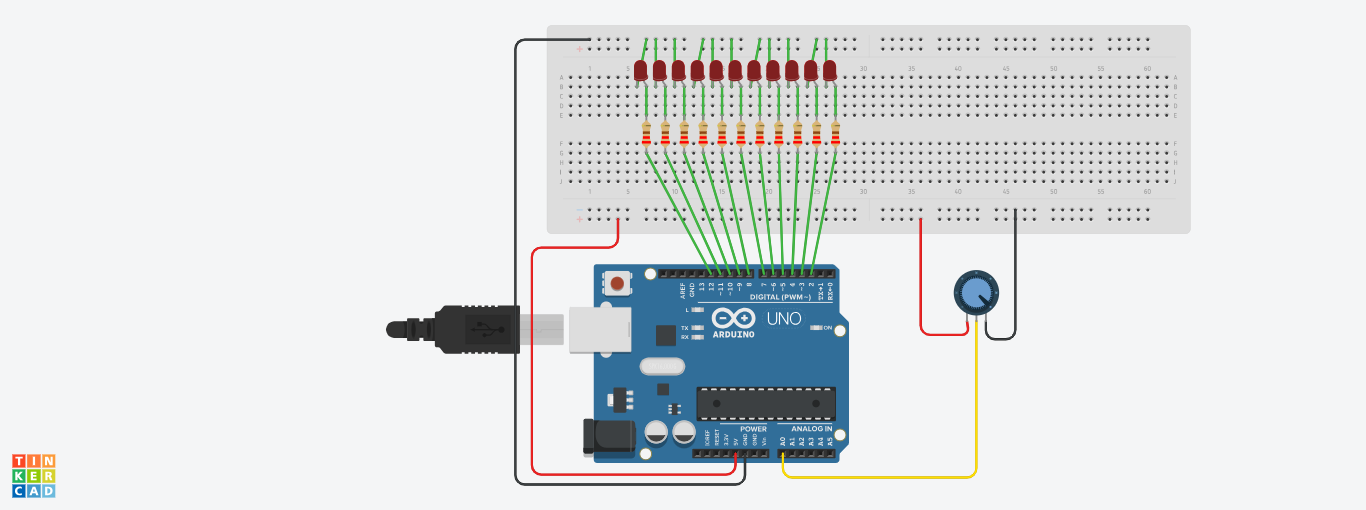 1 5 10 15 20 25 30 35 40 45 50 55 60
A A
B B
C C
D D
E E
F F
G G
H H
I I
J J
1 5 10 15 20 25 30 35 40 45 50 55 60
AREF GND 13 12 ~11 ~10 ~9 8 7 ~6 ~5 4 ~3 2 TX→1 RX←0
DIGITAL (PWM~)
L
TX
RX
UNO
ARDUINO
ON
POWER ANALOG IN
IOREF RESET 3.3V 5V GND GND Vin A0 A1 A2 A3 A4 A5
TIN
KER
CAD